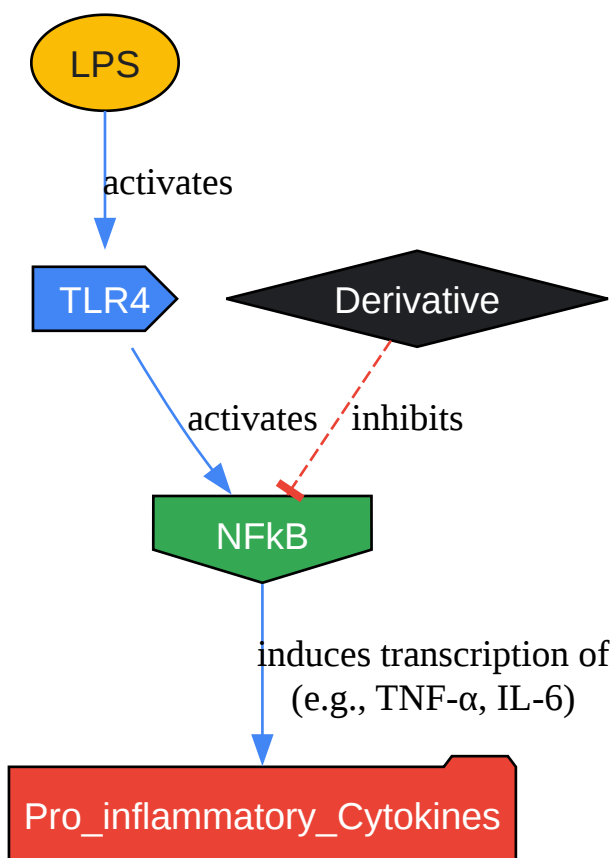 LPS
activates
TLR4
Derivative
activates
inhibits
NFkB
induces transcription of
(e.g., TNF-α, IL-6)
Pro_inflammatory_Cytokines